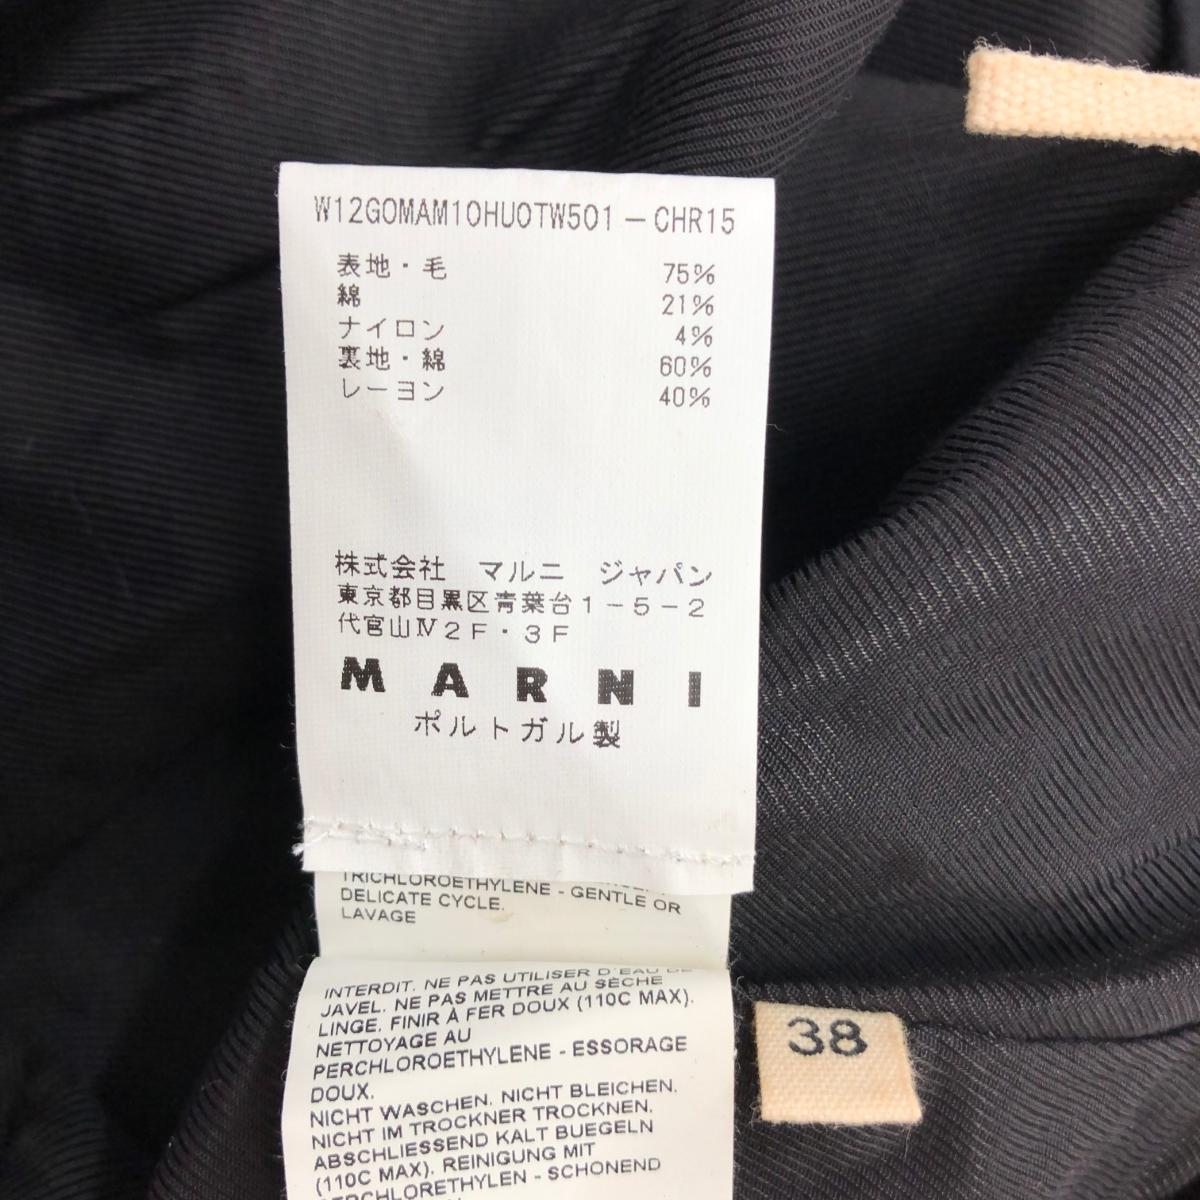 W12GOMAM10HUOTW501-CHR15
表地・毛 75%
綿 21%
ナイロン 4%
裏地・綿 60%
レーヨン 40%
株式会社 マルニ ジャパン
東京都目黒区青葉台1-5-2
代官山Ⅳ2F・3F
MARNI
ポルトガル製
TRICHLOROETHYLENE - GENTLE OR
DELICATE CYCLE.
LAVAGE
INTERDIT. NE PAS UTILISER D'EAU DE
JAVEL. NE PAS METTRE AU SÈCHE
LINGE. FINIR À FER DOUX (110C MAX).
NETTOYAGE AU
PERCHLOROETHYLENE - ESSORAGE
DOUX.
NICHT WASCHEN. NICHT BLEICHEN.
NICHT IM TROCKNER TROCKNEN.
ABSCHLIESSEND KALT BUEGELN
(110C MAX). REINIGUNG MIT
PERCHLORETHYLEN - SCHONEND
38